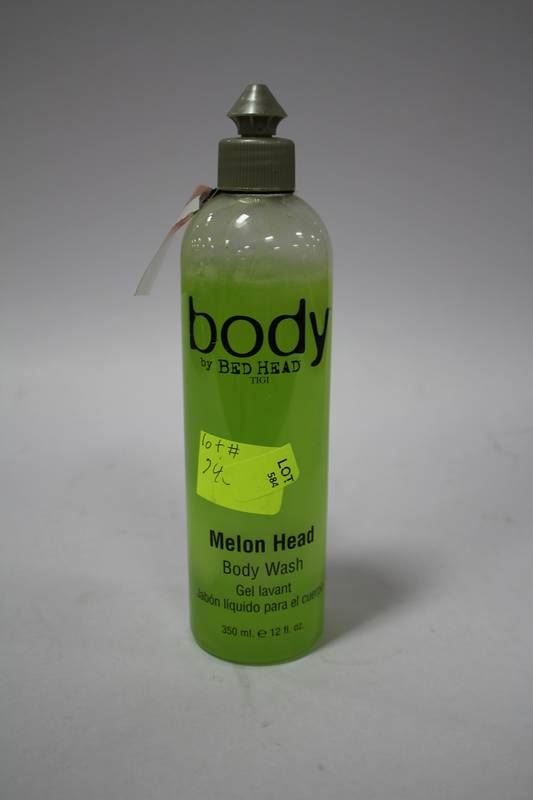 body
by BED HEAD
TIGI
lot #
LOT
584
Melon Head
Body Wash
Gel lavant
Jabón líquido para el cuerpo
350 ml. e 12 fl. oz.